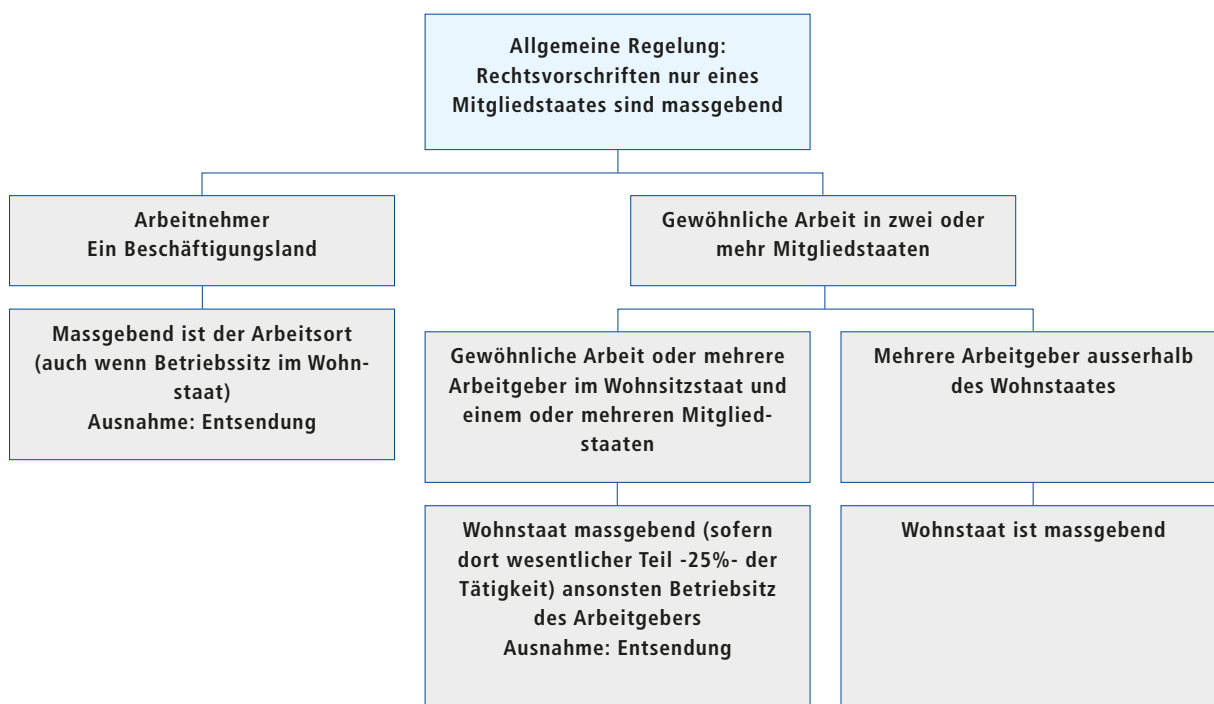 Allgemeine Regelung:
Rechtsvorschriften nur eines
Mitgliedstaates sind massgebend
Arbeitnehmer
Ein Beschäftigungsland
Massgebend ist der Arbeitsort
(auch wenn Betriebssitz im Wohn-
staat)
Ausnahme: Entsendung
Gewöhnliche Arbeit in zwei oder
mehr Mitgliedstaaten
Gewöhnliche Arbeit oder mehrere
Arbeitgeber im Wohnsitzstaat und
einem oder mehreren Mitglied-
staaten
Wohnstaat massgebend (sofern
dort wesentlicher Teil -25%- der
Tätigkeit) ansonsten Betriebsitz
des Arbeitgebers
Ausnahme: Entsendung
Mehrere Arbeitgeber ausserhalb
des Wohnstaates
Wohnstaat ist massgebend